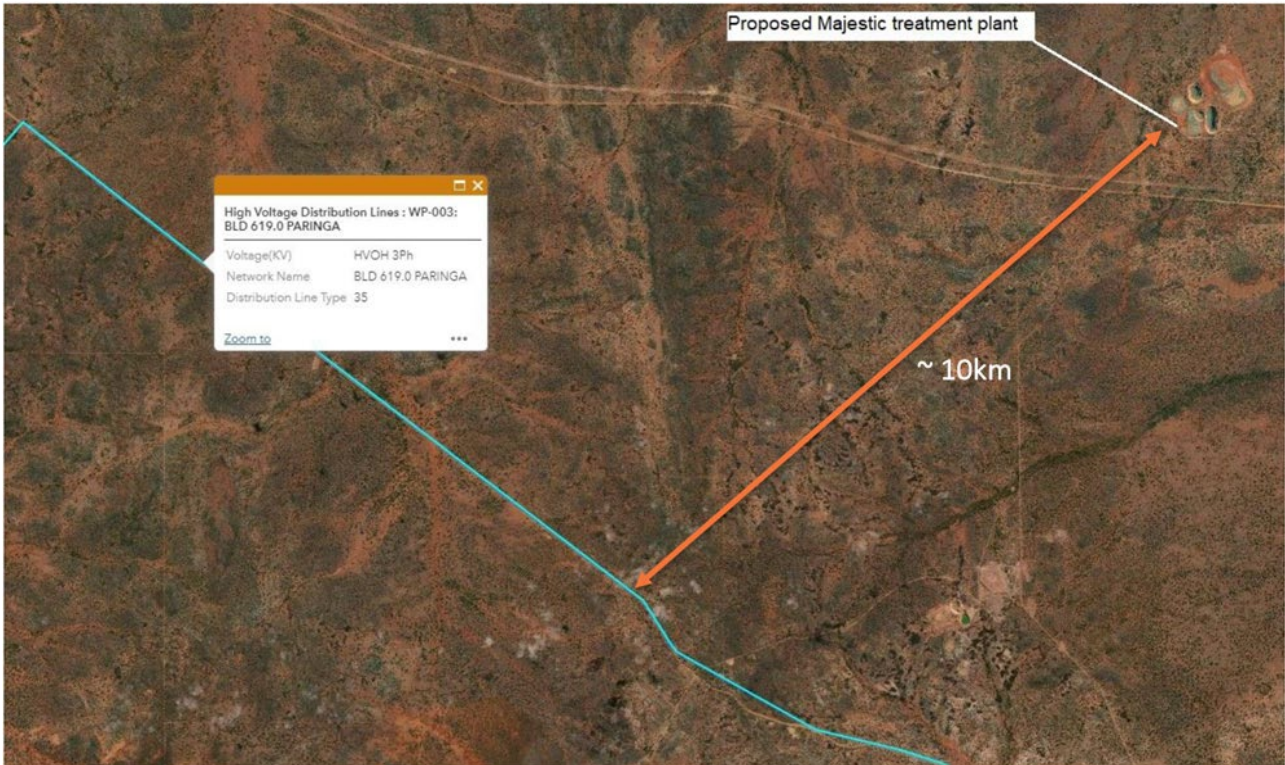 Proposed Majestic treatment plant
High Voltage Distribution Lines : WP-003:
BLD 619.0 PARINGA
Voltage(KV) HVOH 3Ph
Network Name BLD 619.0 PARINGA
Distribution Line Type 35
Zoom to •••
~ 10km